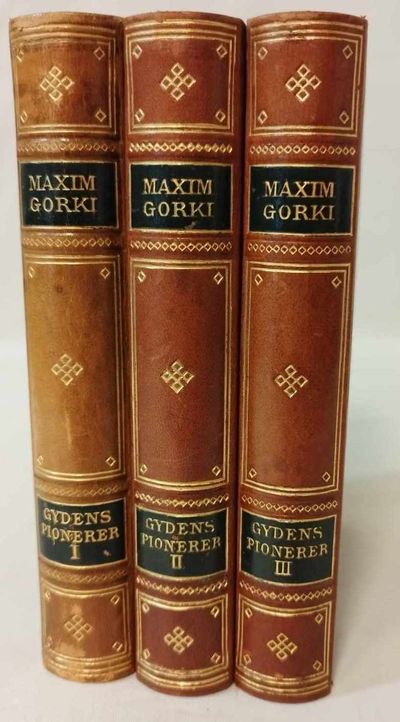 MAXIM
GORKI
GYDENS
PIONERER
I
MAXIM
GORKI
GYDENS
PIONERER
II
MAXIM
GORKI
GYDENS
PIONERER
III